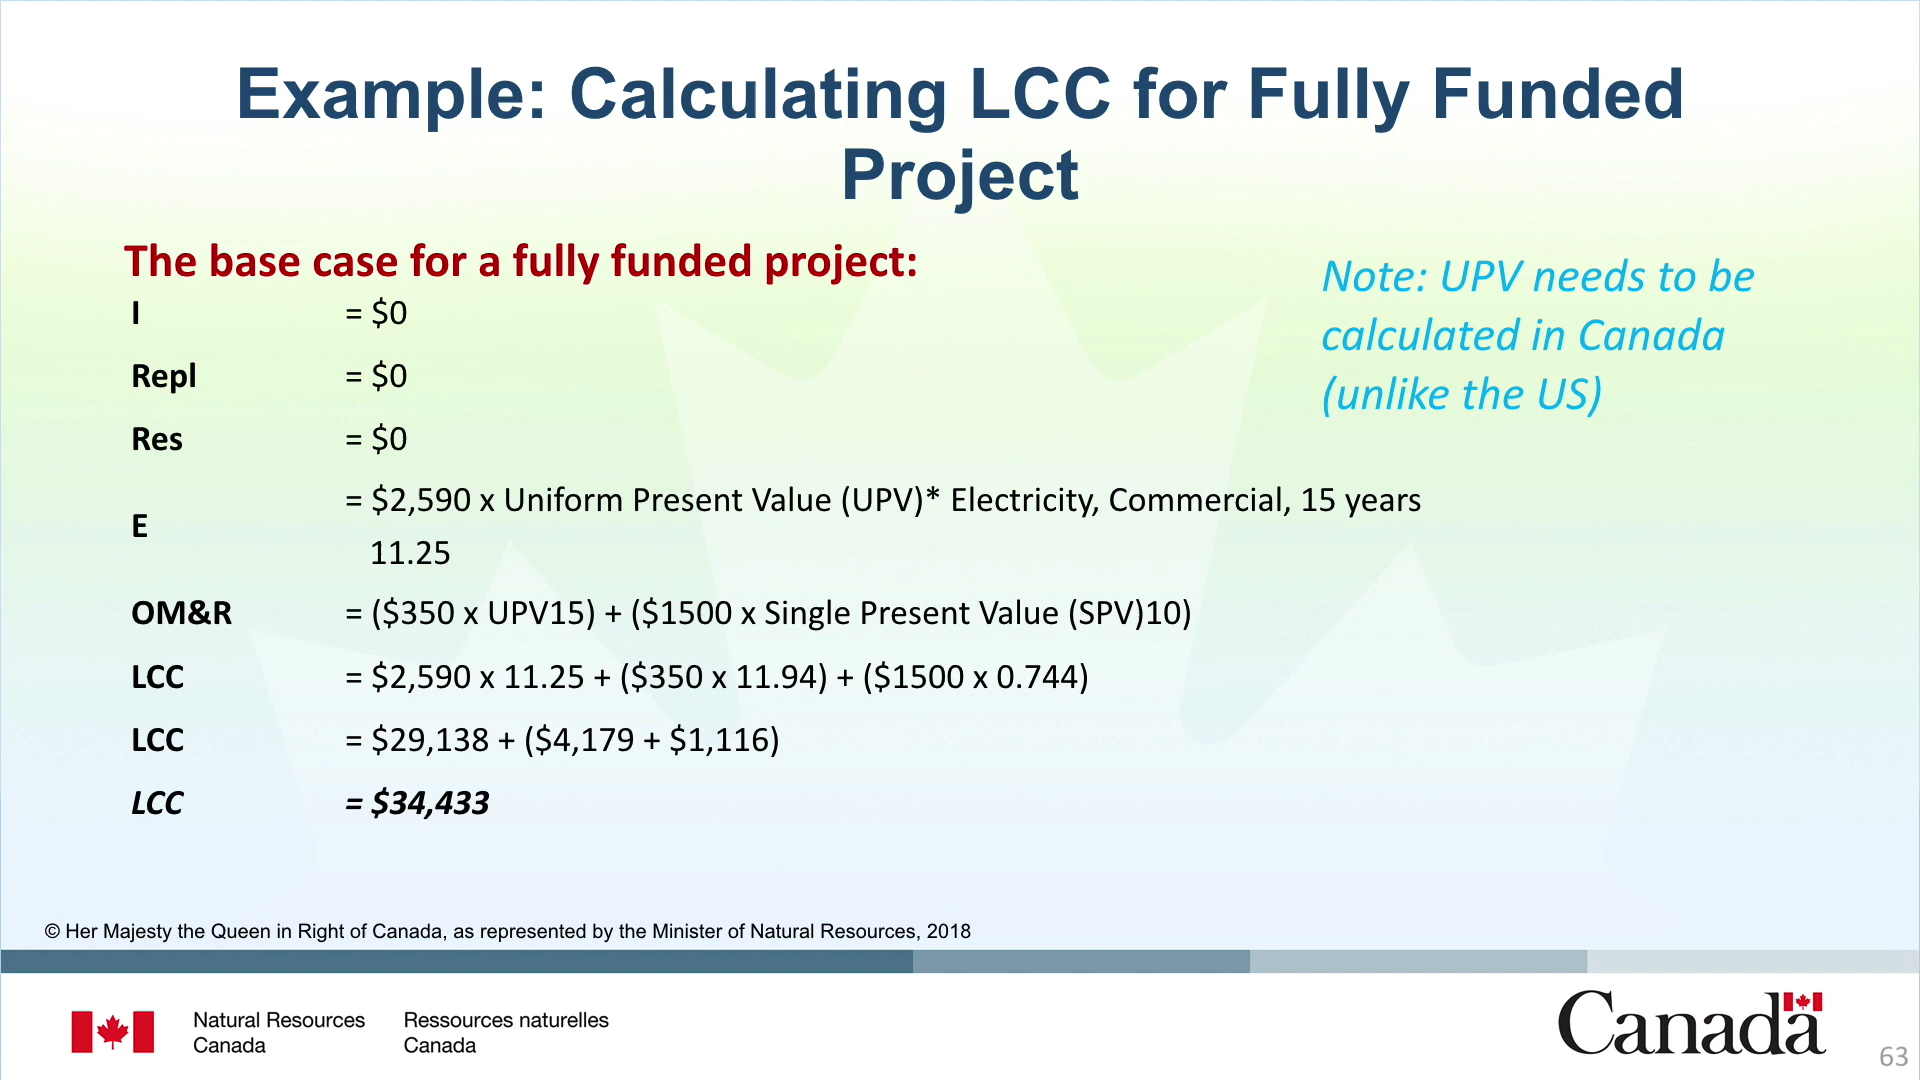 Example: Calculating LCC for Fully Funded
Project
The base case for a fully funded project:
Note: UPV needs to be
calculated in Canada
(unlike the US)
I = $0
Repl = $0
Res = $0
E = $2,590 x Uniform Present Value (UPV)* Electricity, Commercial, 15 years
11.25
OM&R = ($350 x UPV15) + ($1500 x Single Present Value (SPV)10)
LCC = $2,590 x 11.25 + ($350 x 11.94) + ($1500 x 0.744)
LCC = $29,138 + ($4,179 + $1,116)
LCC = $34,433
© Her Majesty the Queen in Right of Canada, as represented by the Minister of Natural Resources, 2018
Natural Resources
Canada
Ressources naturelles
Canada
Canada
63